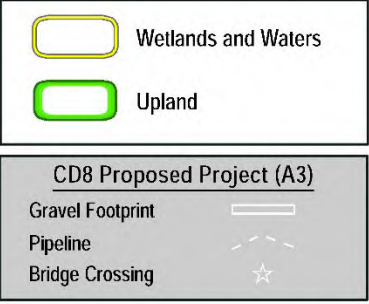 Wetlands and Waters
Upland
CD8 Proposed Project (A3)
Gravel Footprint
Pipeline
Bridge Crossing